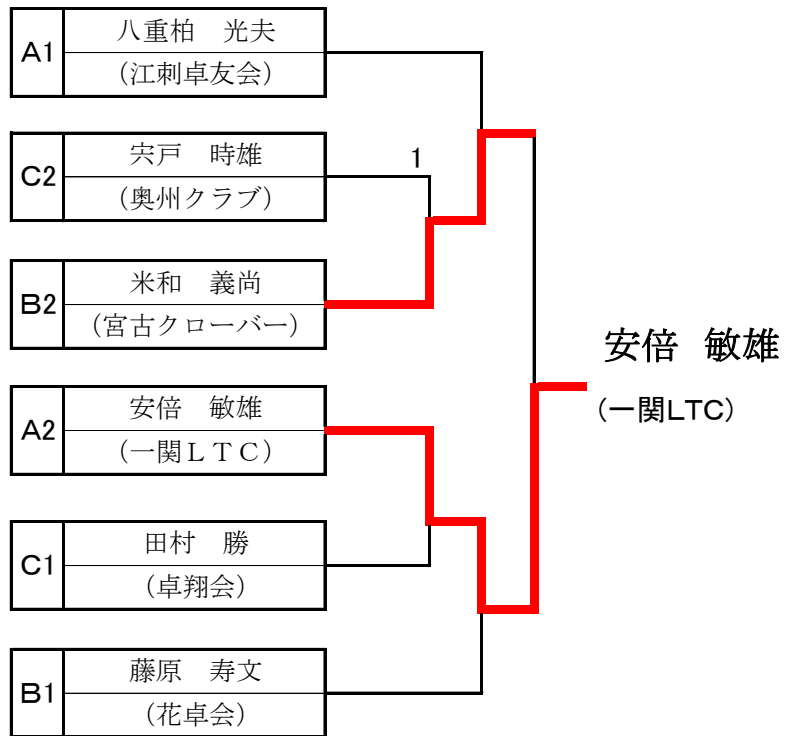 A1
八重柏　光夫
（江刺卓友会）
C2
宍戸　時雄
（奥州クラブ）
1
B2
米和　義尚
（宮古クローバー）
A2
安倍　敏雄
（一関ＬＴＣ）
C1
田村　勝
（卓翔会）
B1
藤原　寿文
（花卓会）
安倍　敏雄
（一関LTC）